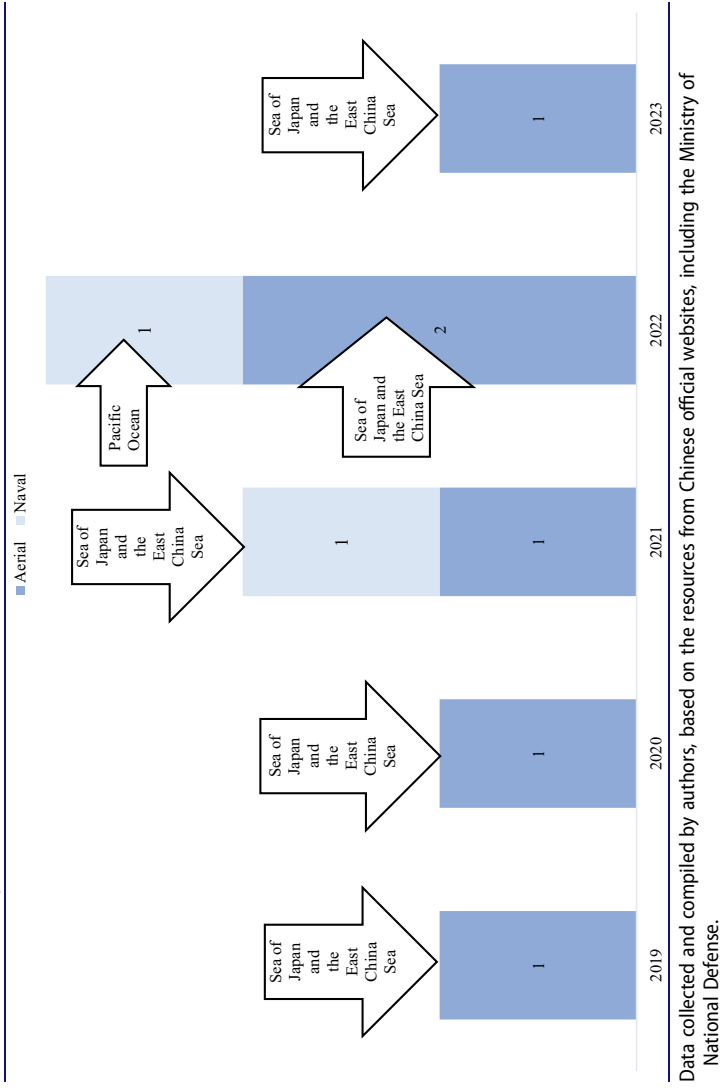 Aerial Naval
Sea of
Japan
and
the
East
China
Sea
1
2019
Sea of
Japan
and
the
East
China
Sea
1
2020
Sea of
Japan
and
the
East
China
Sea
1
1
2021
Pacific
Ocean
1
Sea of
Japan and
the East
China Sea
2
2022
Sea of
Japan
and
the
East
China
Sea
1
2023
Data collected and compiled by authors, based on the resources from Chinese official websites, including the Ministry of
National Defense.